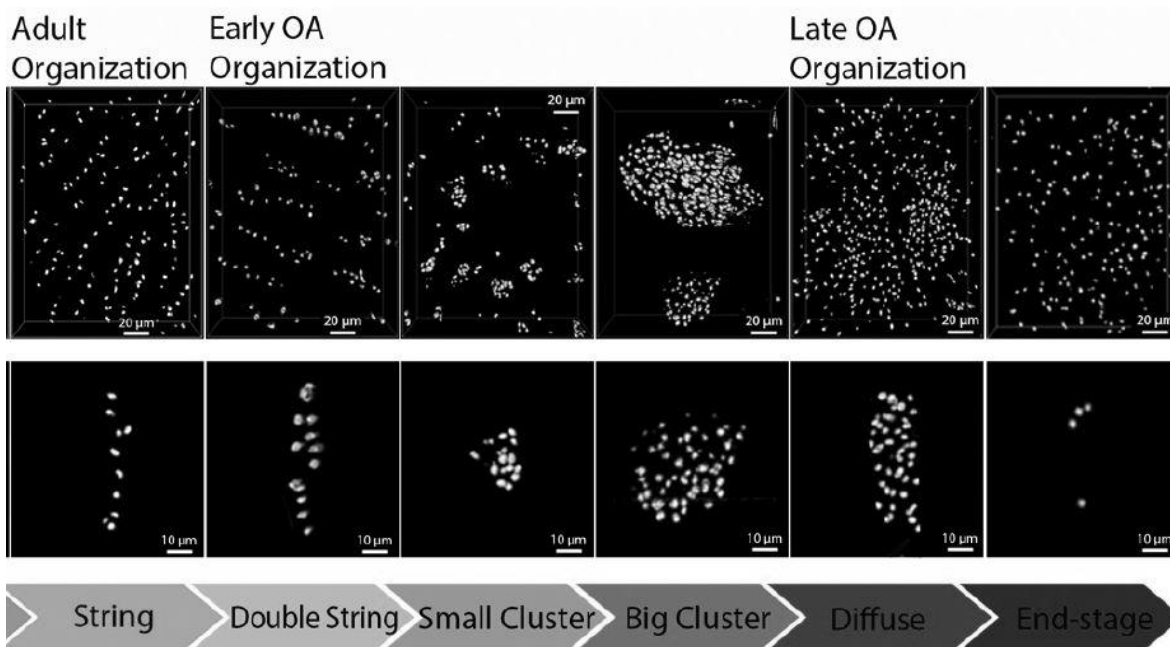 Adult
Organization
Early OA
Organization
Late OA
Organization
20 µm
20 µm
20 µm
20 µm
20 µm
20 µm
10 µm
10 µm
10 µm
10 µm
10 µm
10 µm
String
Double String
Small Cluster
Big Cluster
Diffuse
End-stage